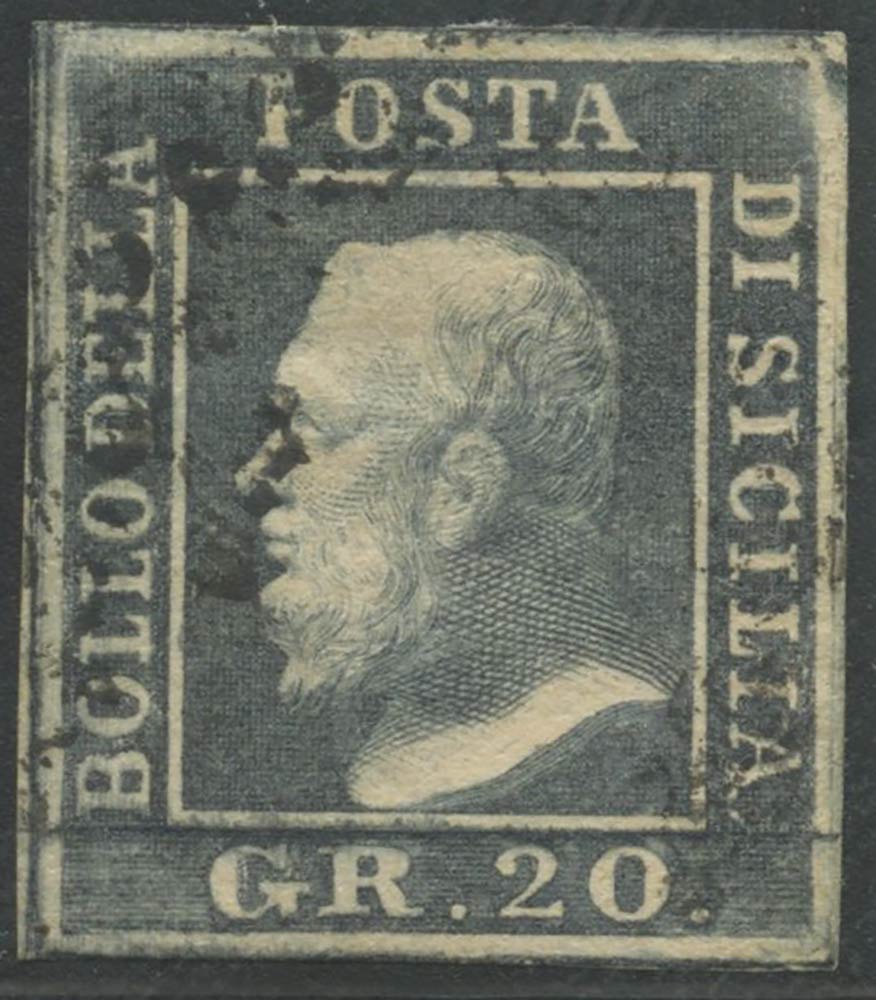 BOLLO DELLA
POSTA
DI SICILIA
GR. 20.